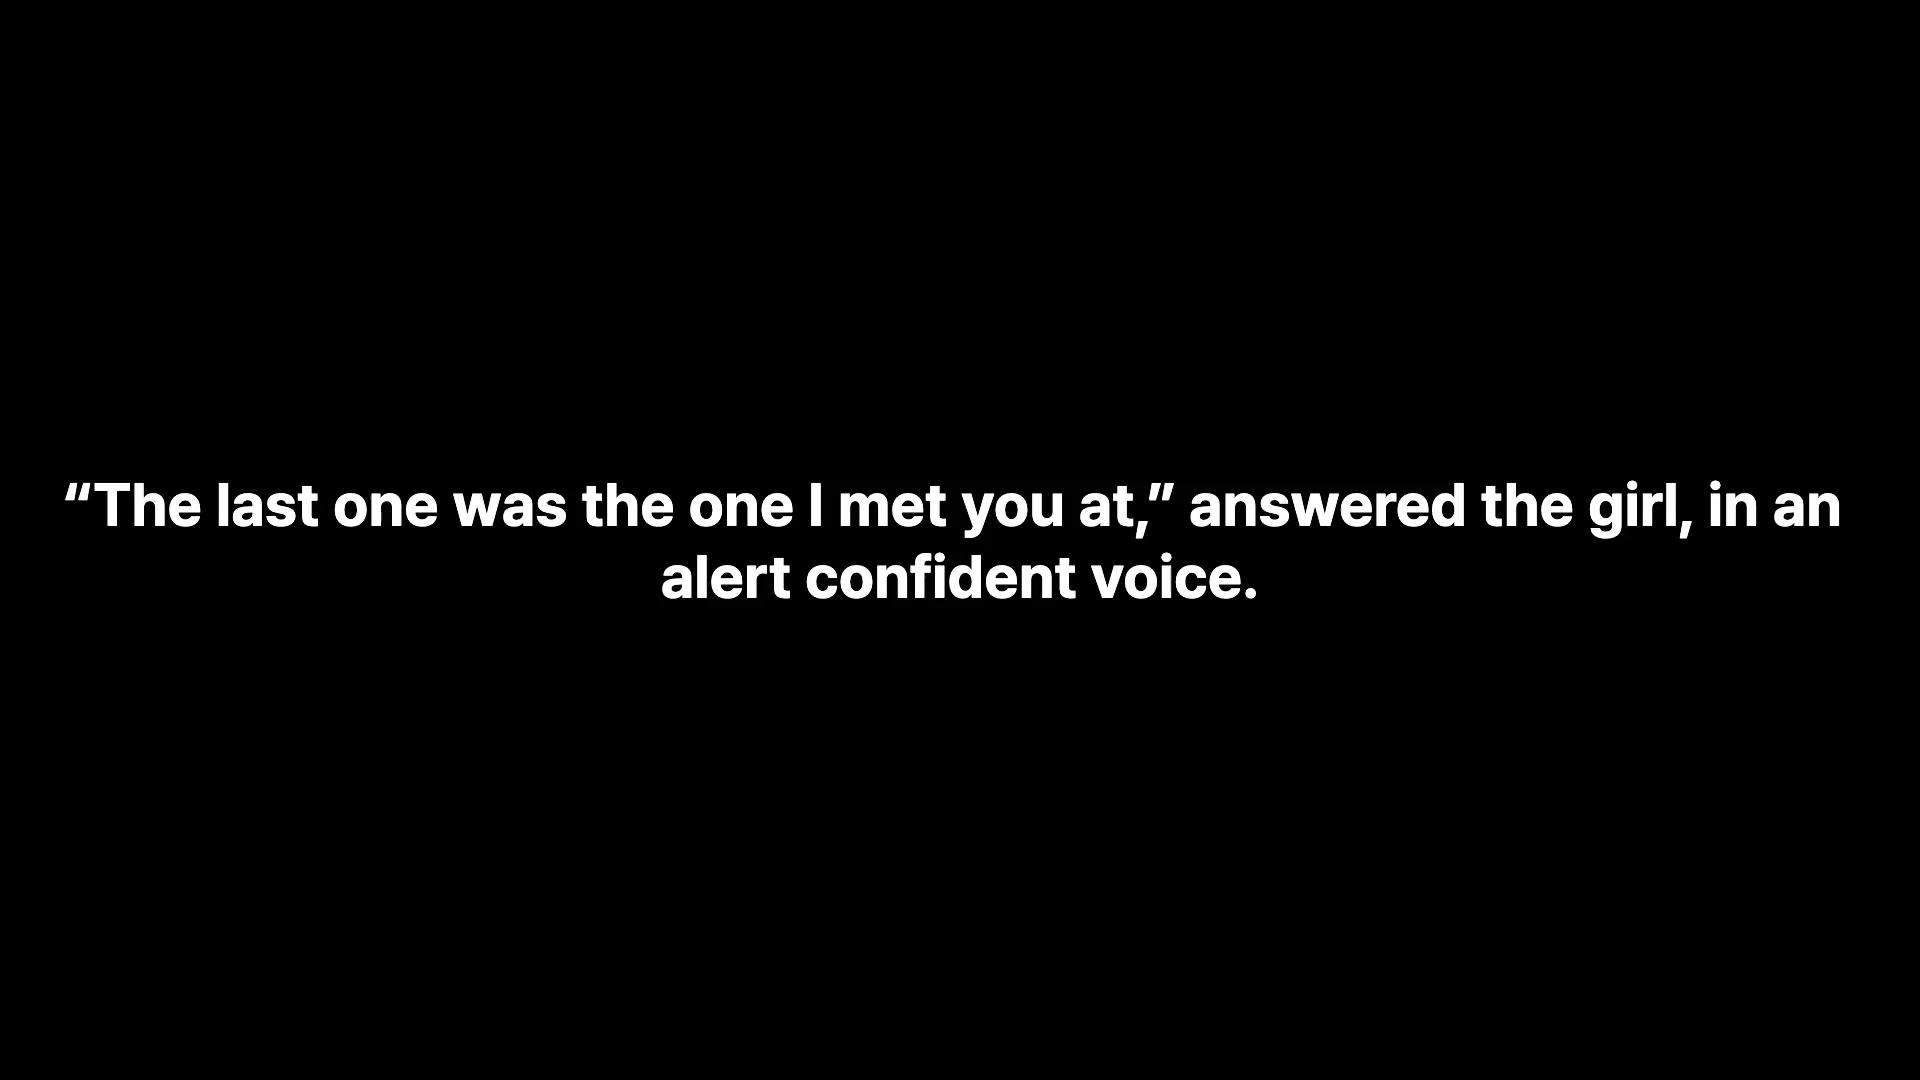 “The last one was the one I met you at,” answered the girl, in an
alert confident voice.